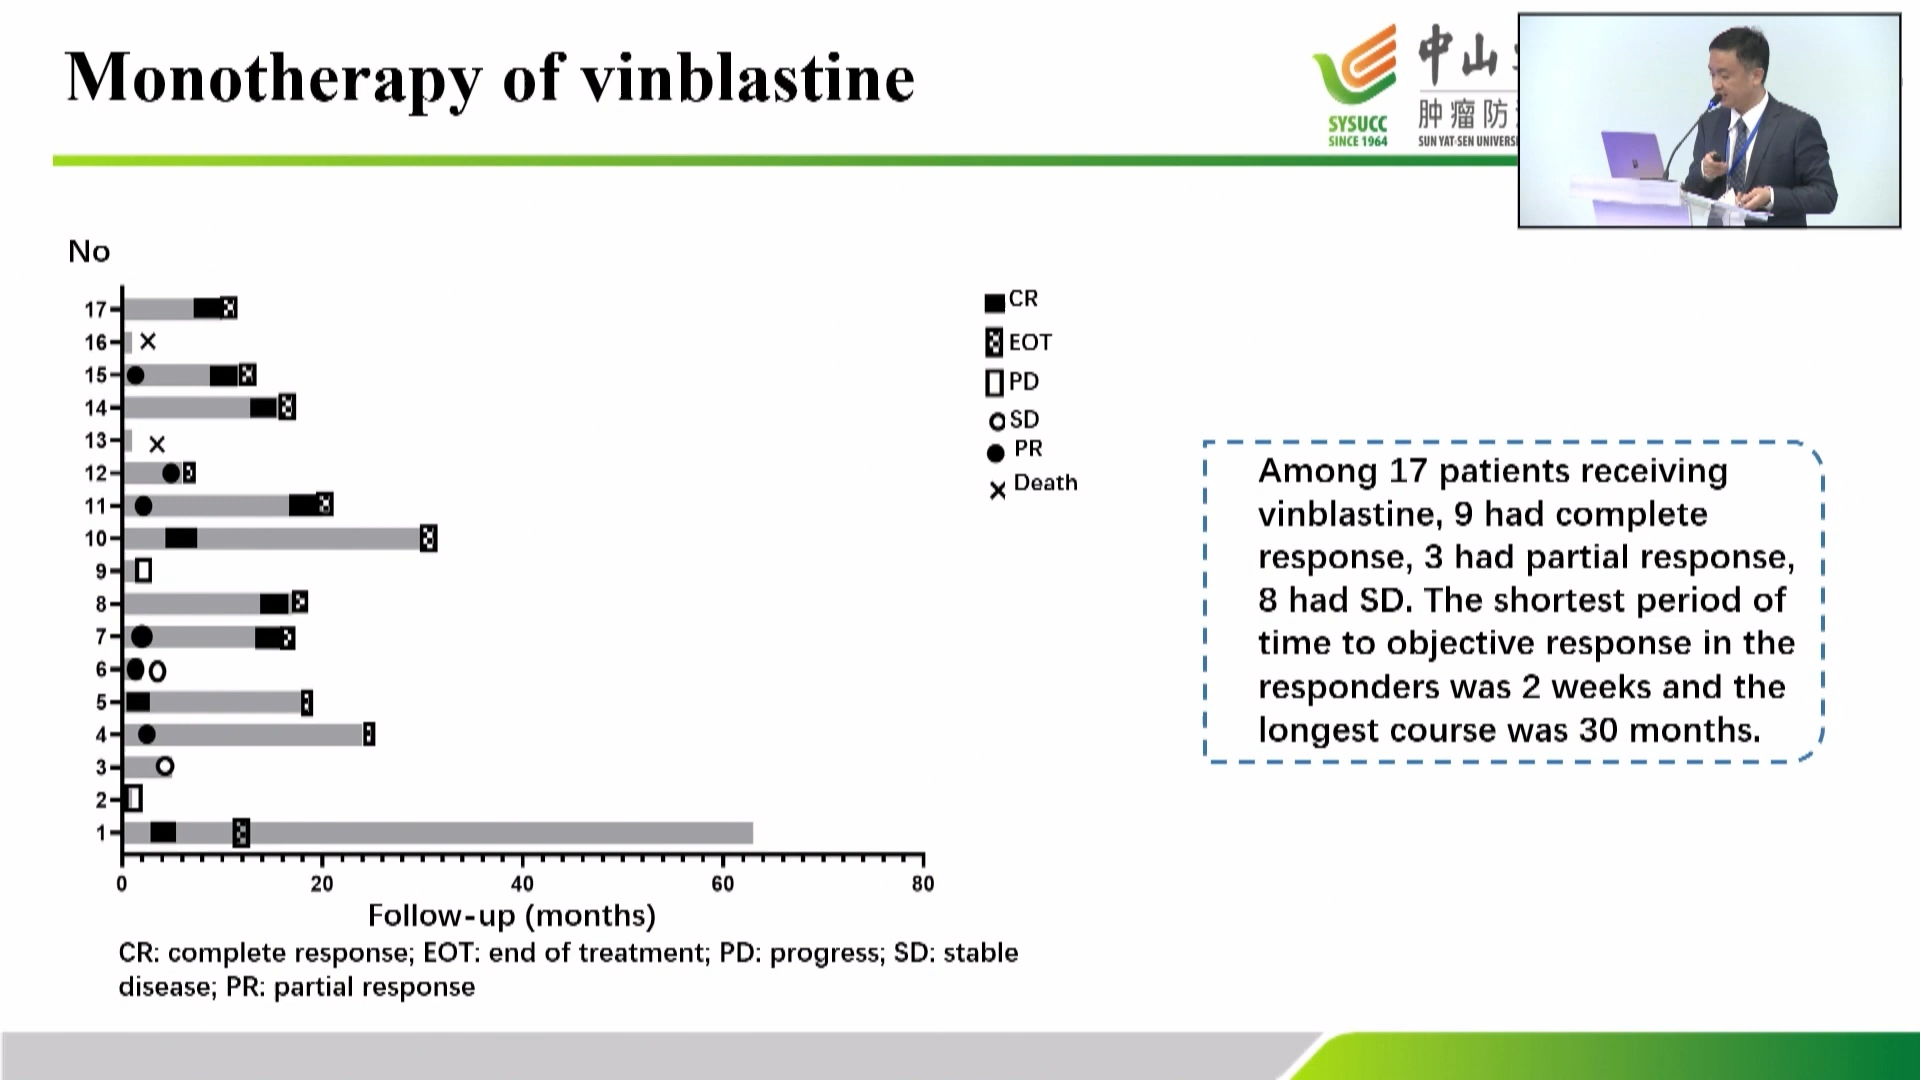 Monotherapy of vinblastine
中山
肿瘤防
SYSUCC
SINCE 1964
SUN YAT-SEN
No
17
16
15
14
13
12
11
10
9
8
7
6
5
4
3
2
1
0 20 40 60 80
Follow-up (months)
CR
EOT
PD
SD
PR
Death
Among 17 patients receiving
vinblastine, 9 had complete
response, 3 had partial response,
8 had SD. The shortest period of
time to objective response in the
responders was 2 weeks and the
longest course was 30 months.
CR: complete response; EOT: end of treatment; PD: progress; SD: stable
disease; PR: partial response